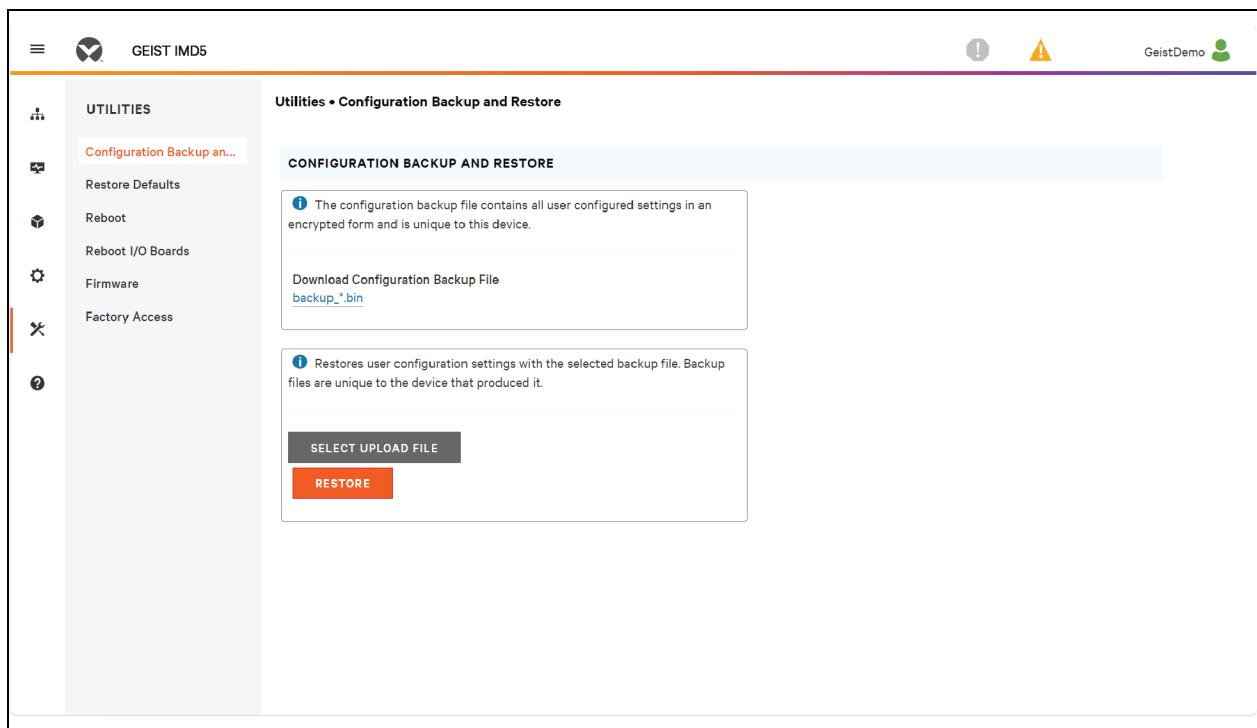 GEIST IMD5
GeistDemo
UTILITIES
Configuration Backup an...
Restore Defaults
Reboot
Reboot I/O Boards
Firmware
Factory Access
Utilities • Configuration Backup and Restore
CONFIGURATION BACKUP AND RESTORE
The configuration backup file contains all user configured settings in an
encrypted form and is unique to this device.
Download Configuration Backup File
backup_*.bin
Restores user configuration settings with the selected backup file. Backup
files are unique to the device that produced it.
SELECT UPLOAD FILE
RESTORE